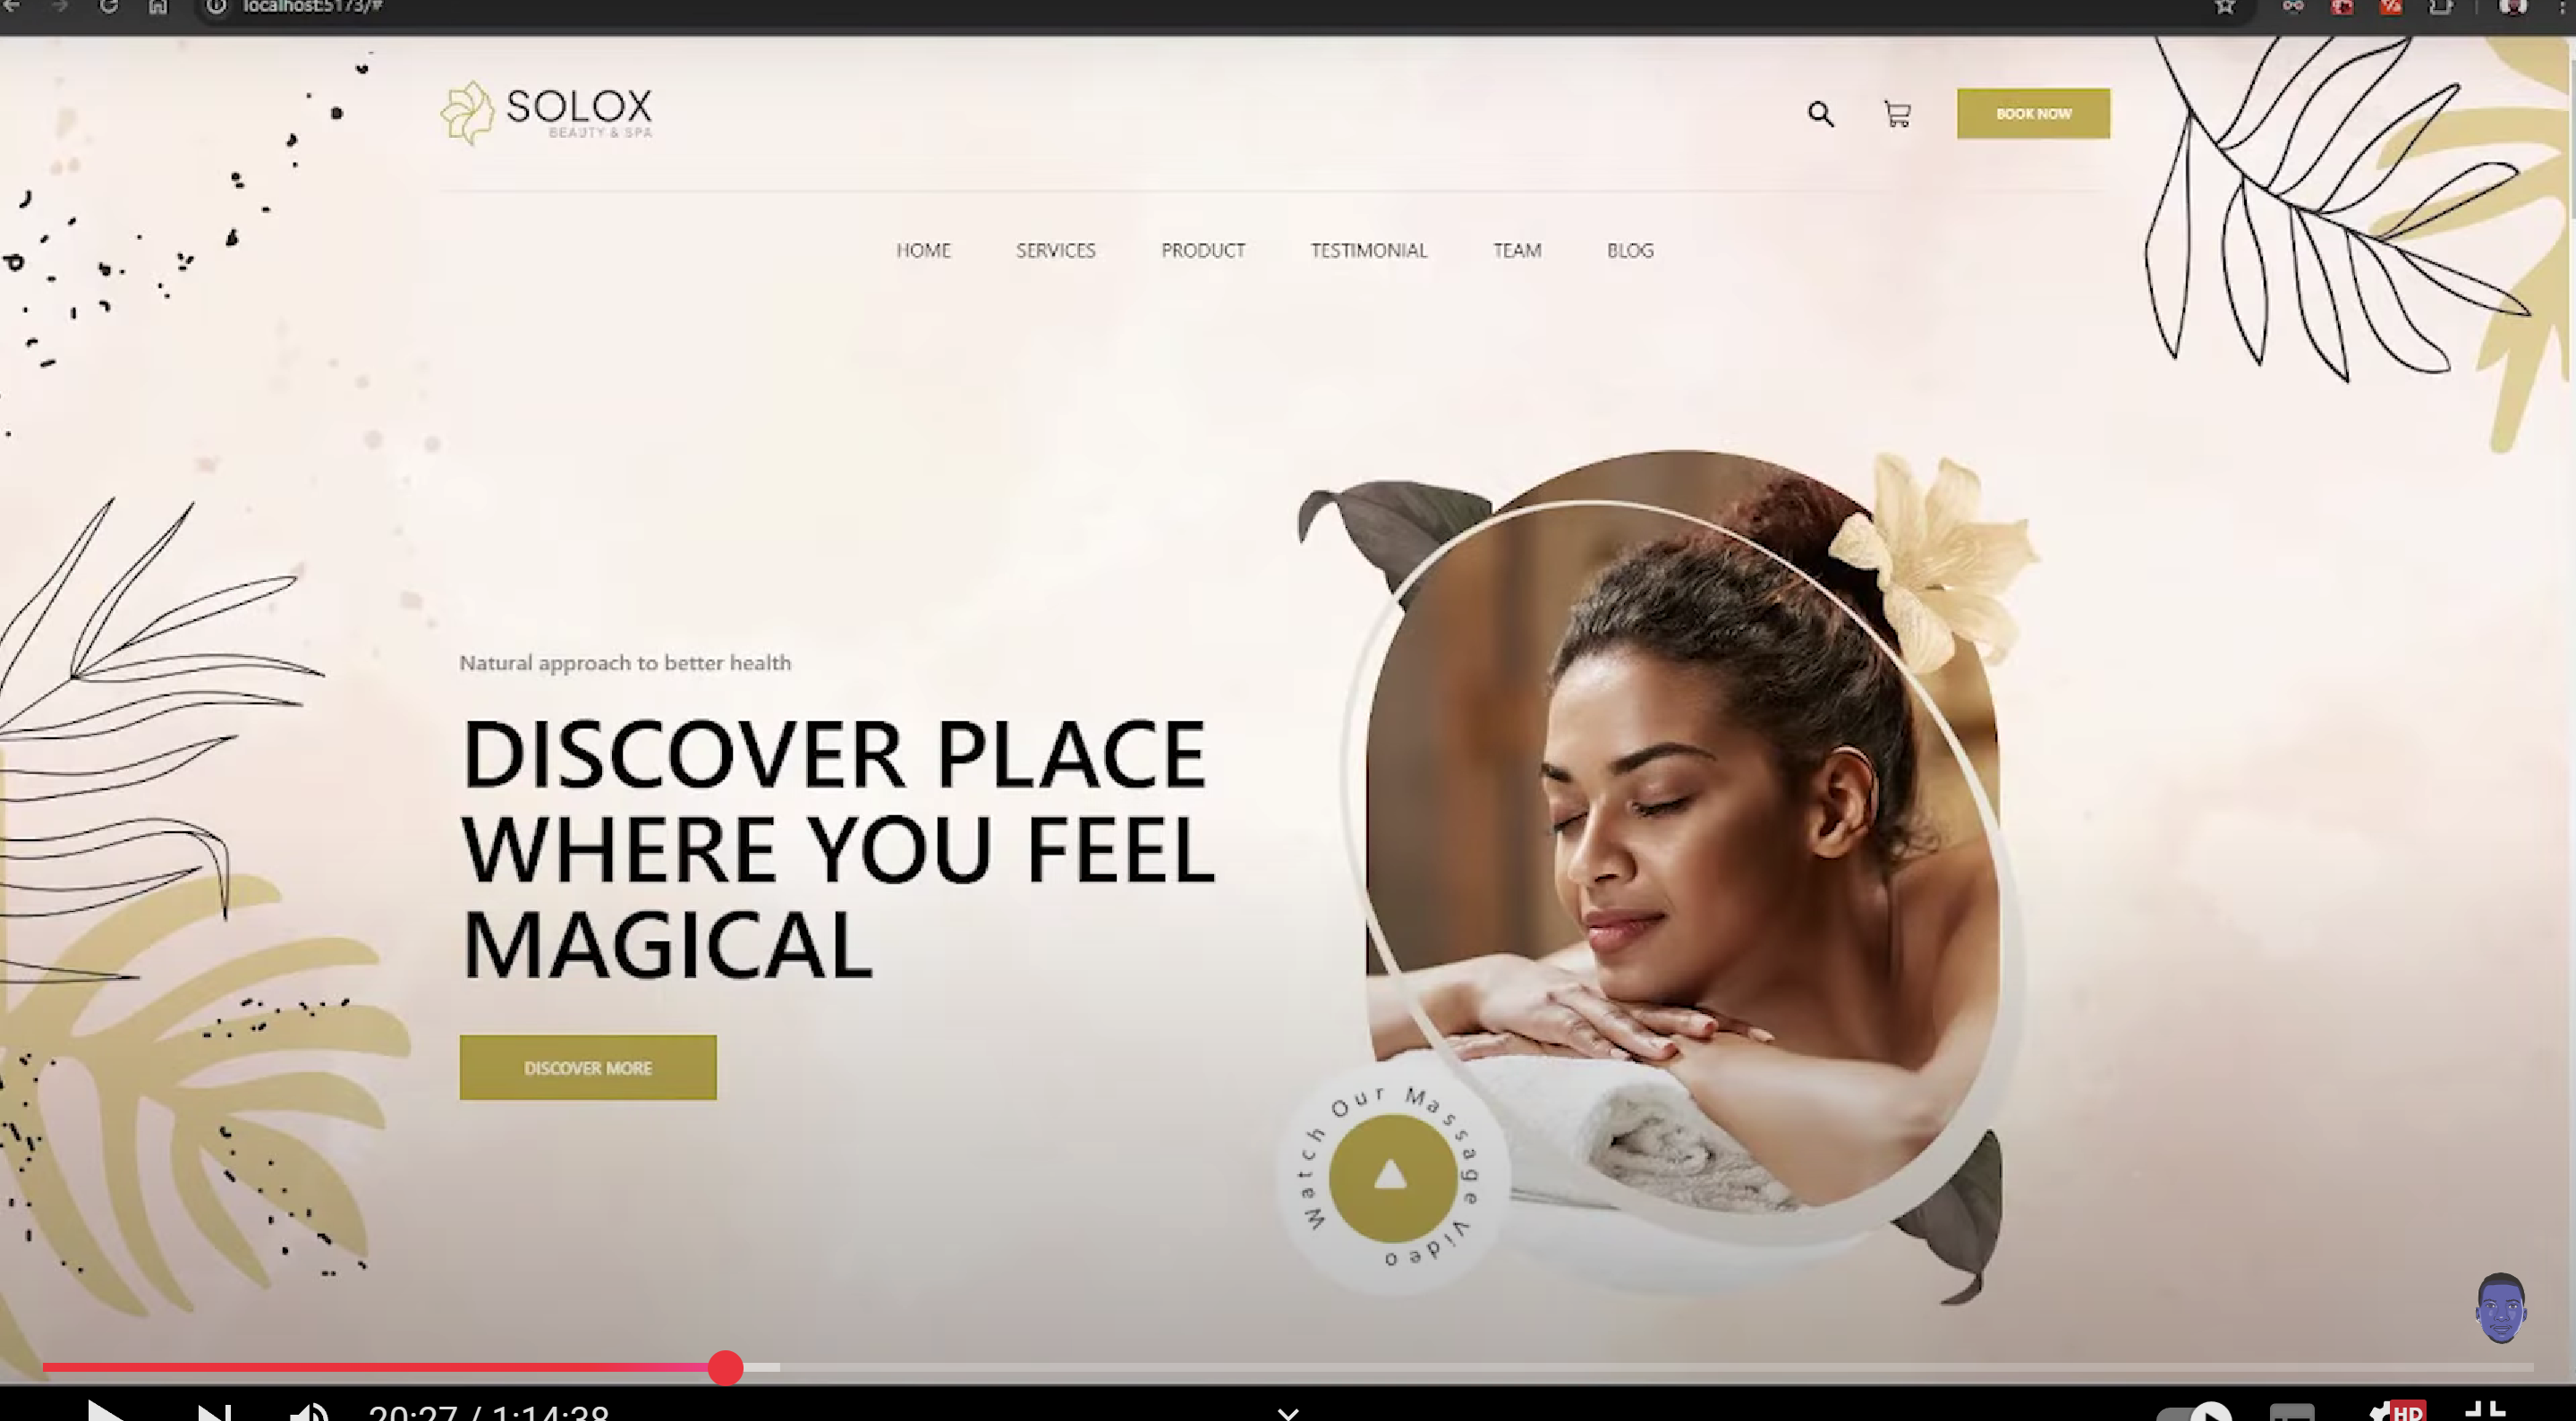 localhost:5173/#
SOLOX
BEAUTY & SPA
BOOK NOW
HOME SERVICES PRODUCT TESTIMONIAL TEAM BLOG
Natural approach to better health
DISCOVER PLACE
WHERE YOU FEEL
MAGICAL
DISCOVER MORE
Watch Our Massage Video
20:27 / 1:14:38
HD